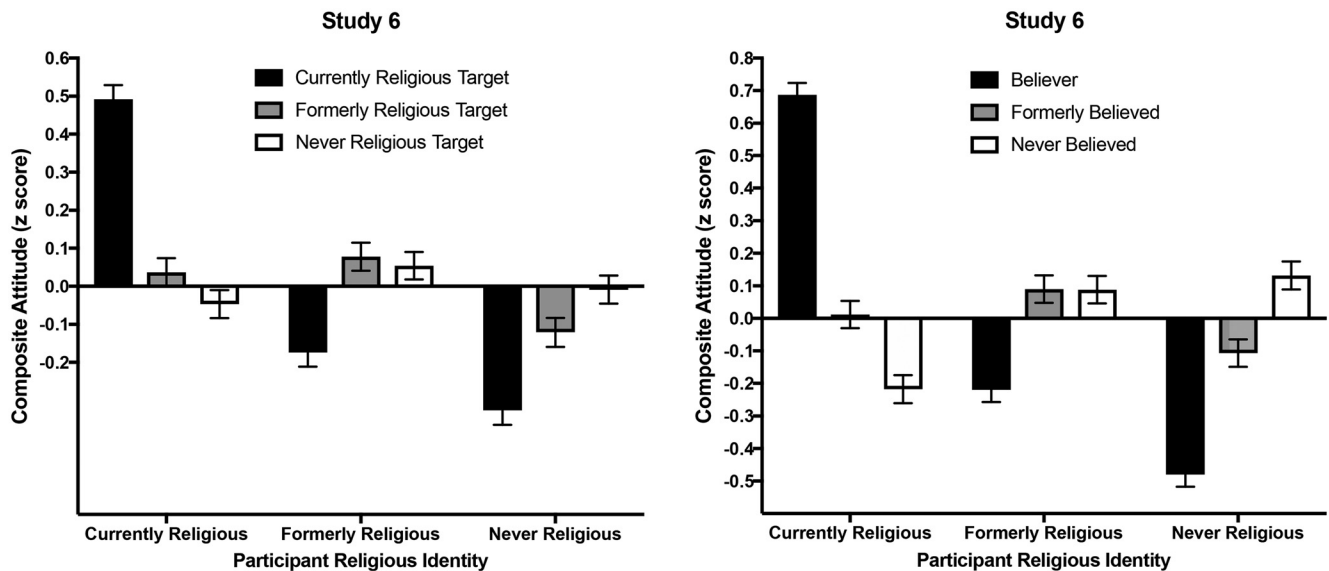 Study 6
Currently Religious Target
Formerly Religious Target
Never Religious Target
Composite Attitude (z score)
0.6
0.5
0.4
0.3
0.2
0.1
0.0
-0.1
-0.2
Currently Religious
Formerly Religious
Never Religious
Participant Religious Identity
Study 6
Believer
Formerly Believed
Never Believed
Composite Attitude (z score)
0.8
0.7
0.6
0.5
0.4
0.3
0.2
0.1
0.0
-0.1
-0.2
-0.3
-0.4
-0.5
Currently Religious
Formerly Religious
Never Religious
Participant Religious Identity